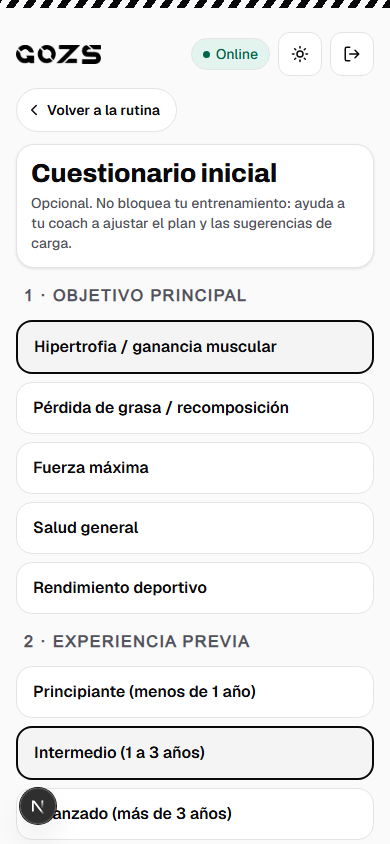 GOZS
Online
Volver a la rutina
Cuestionario inicial
Opcional. No bloquea tu entrenamiento: ayuda a
tu coach a ajustar el plan y las sugerencias de
carga.
1 · OBJETIVO PRINCIPAL
Hipertrofia / ganancia muscular
Pérdida de grasa / recomposición
Fuerza máxima
Salud general
Rendimiento deportivo
2 · EXPERIENCIA PREVIA
Principiante (menos de 1 año)
Intermedio (1 a 3 años)
N
anzado (más de 3 años)